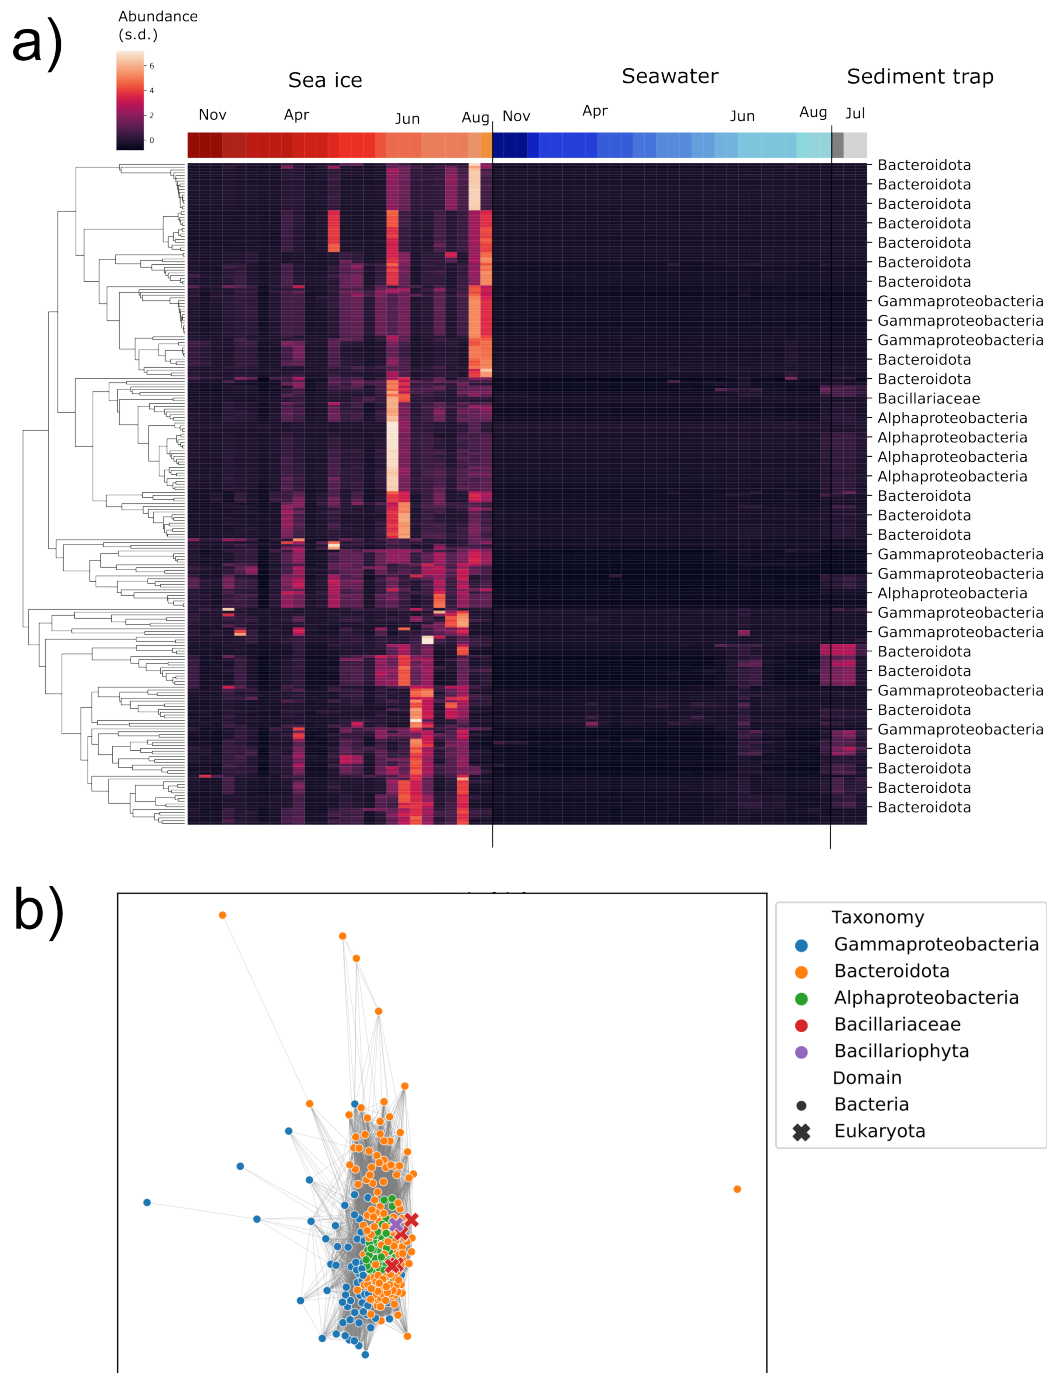 a)
Abundance
(s.d.)
6
4
2
0
Sea ice
Seawater
Sediment trap
Nov
Apr
Jun
Aug
Nov
Apr
Jun
Aug
Jul
Bacteroidota
Bacteroidota
Bacteroidota
Bacteroidota
Bacteroidota
Bacteroidota
Bacteroidota
Gammaproteobacteria
Gammaproteobacteria
Gammaproteobacteria
Bacteroidota
Bacteroidota
Bacillariaceae
Alphaproteobacteria
Alphaproteobacteria
Alphaproteobacteria
Alphaproteobacteria
Bacteroidota
Bacteroidota
Bacteroidota
Gammaproteobacteria
Gammaproteobacteria
Alphaproteobacteria
Gammaproteobacteria
Gammaproteobacteria
Bacteroidota
Bacteroidota
Gammaproteobacteria
Bacteroidota
Gammaproteobacteria
Bacteroidota
Bacteroidota
Bacteroidota
Bacteroidota
b)
Taxonomy
Gammaproteobacteria
Bacteroidota
Alphaproteobacteria
Bacillariaceae
Bacillariophyta
Domain
Bacteria
Eukaryota